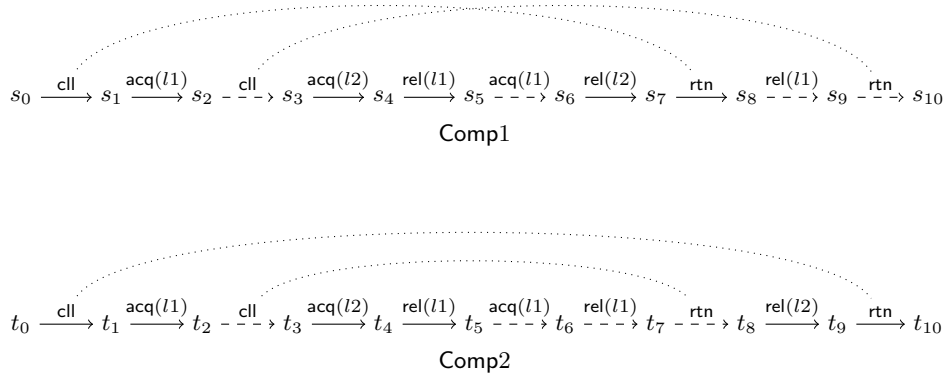 s₀ cll s₁ acq(l1) s₂ cll s₃ acq(l2) s₄ rel(l1) s₅ acq(l1) s₆ rel(l2) s₇ rtn s₈ rel(l1) s₉ rtn s₁₀
Comp1
t₀ cll t₁ acq(l1) t₂ cll t₃ acq(l2) t₄ rel(l1) t₅ acq(l1) t₆ rel(l1) t₇ rtn t₈ rel(l2) t₉ rtn t₁₀
Comp2